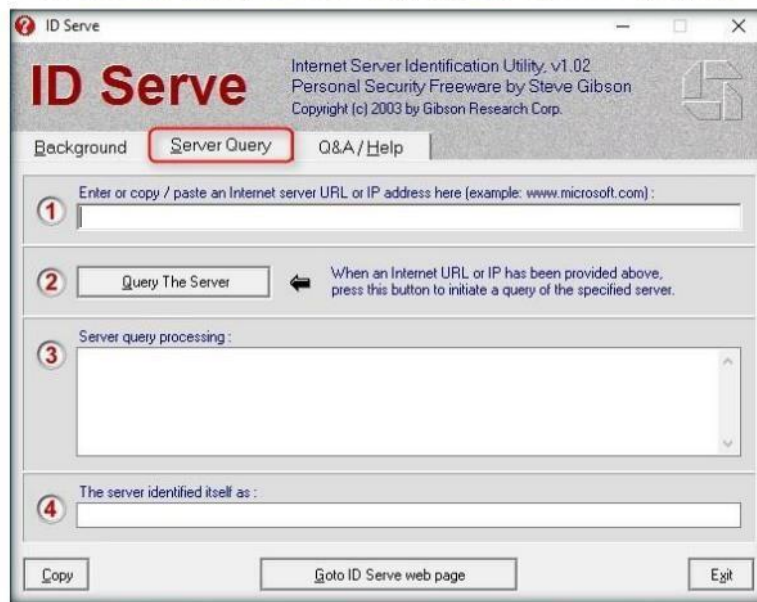 ID Serve
ID Serve
Internet Server Identification Utility, v1.02
Personal Security Freeware by Steve Gibson
Copyright (c) 2003 by Gibson Research Corp.
Background
Server Query
Q&A / Help
1
Enter or copy / paste an Internet server URL or IP address here (example: www.microsoft.com) :
2
Query The Server
When an Internet URL or IP has been provided above,
press this button to initiate a query of the specified server.
3
Server query processing :
4
The server identified itself as :
Copy
Goto ID Serve web page
Exit